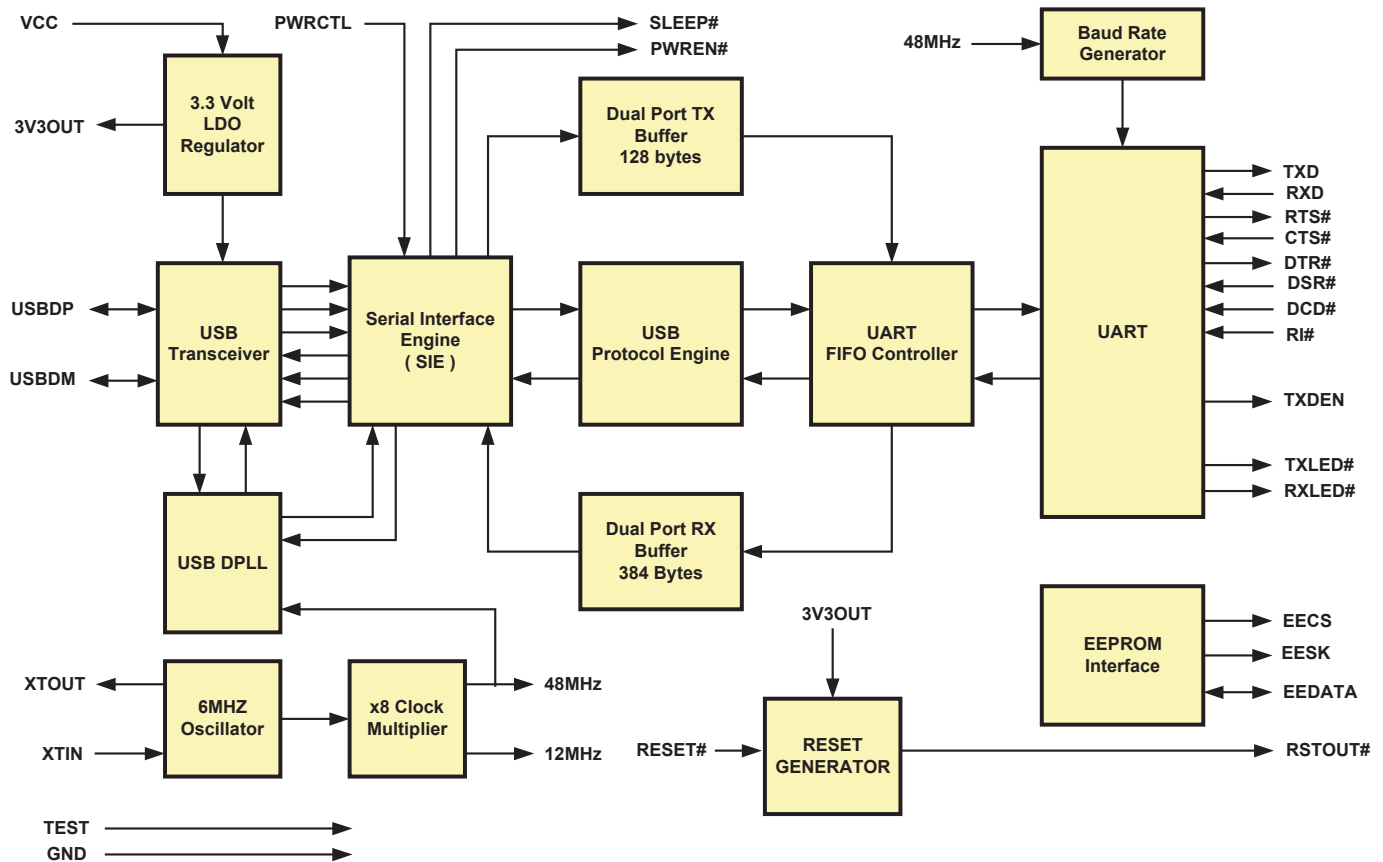 VCC
PWRCTL
SLEEP#
PWREN#
48MHz
Baud Rate
Generator
3V3OUT
3.3 Volt
LDO
Regulator
Dual Port TX
Buffer
128 bytes
TXD
RXD
RTS#
CTS#
DTR#
DSR#
DCD#
RI#
TXDEN
TXLED#
RXLED#
USBDP
USBDM
USB
Transceiver
Serial Interface
Engine
( SIE )
USB
Protocol Engine
UART
FIFO Controller
UART
USB DPLL
Dual Port RX
Buffer
384 Bytes
3V3OUT
EEPROM
Interface
EECS
EESK
EEDATA
XTOUT
XTIN
6MHZ
Oscillator
x8 Clock
Multiplier
48MHz
12MHz
RESET#
RESET
GENERATOR
RSTOUT#
TEST
GND